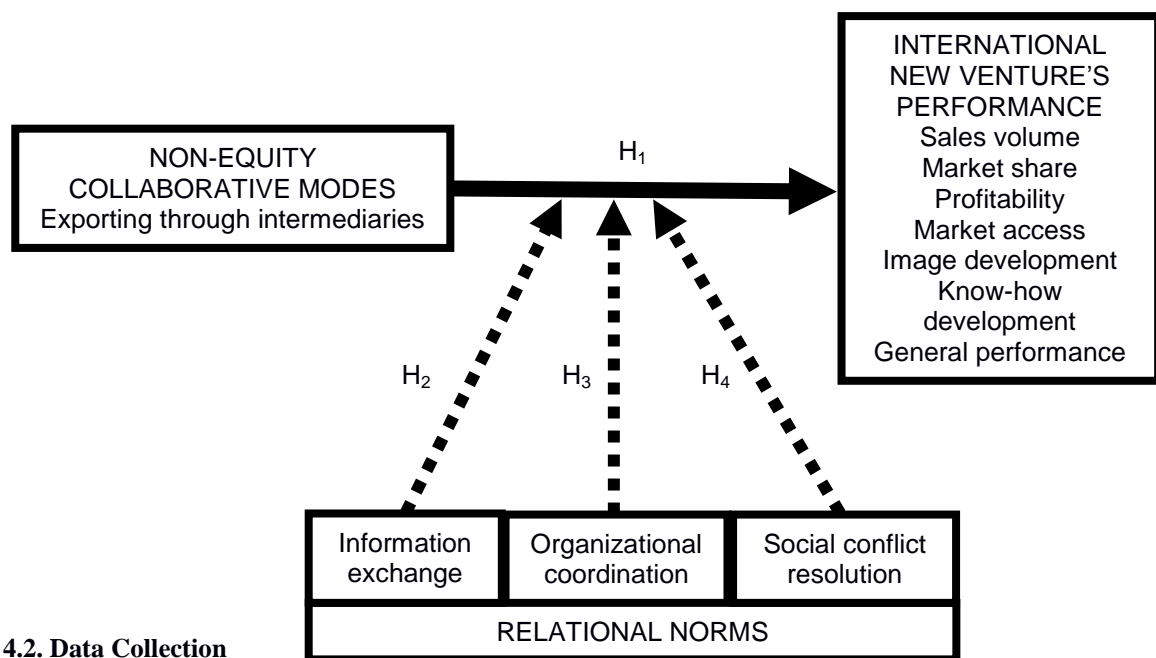 NON-EQUITY
COLLABORATIVE MODES
Exporting through intermediaries
H₁
INTERNATIONAL
NEW VENTURE'S
PERFORMANCE
Sales volume
Market share
Profitability
Market access
Image development
Know-how
development
General performance
H₂
H₃
H₄
Information
exchange
Organizational
coordination
Social conflict
resolution
RELATIONAL NORMS
4.2. Data Collection